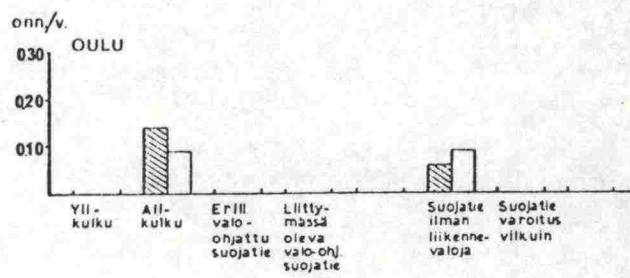 onn/v.
OULU
0,30
0,20
0,10
Yli-
kulku
Ali-
kulku
Erill.
valo-
ohjattu
suojatie
Liitty-
mässä
oleva
valo-ohj.
suojatie
Suojatie
ilman
liikenne-
valoja
Suojatie
varoitus
vilkuin